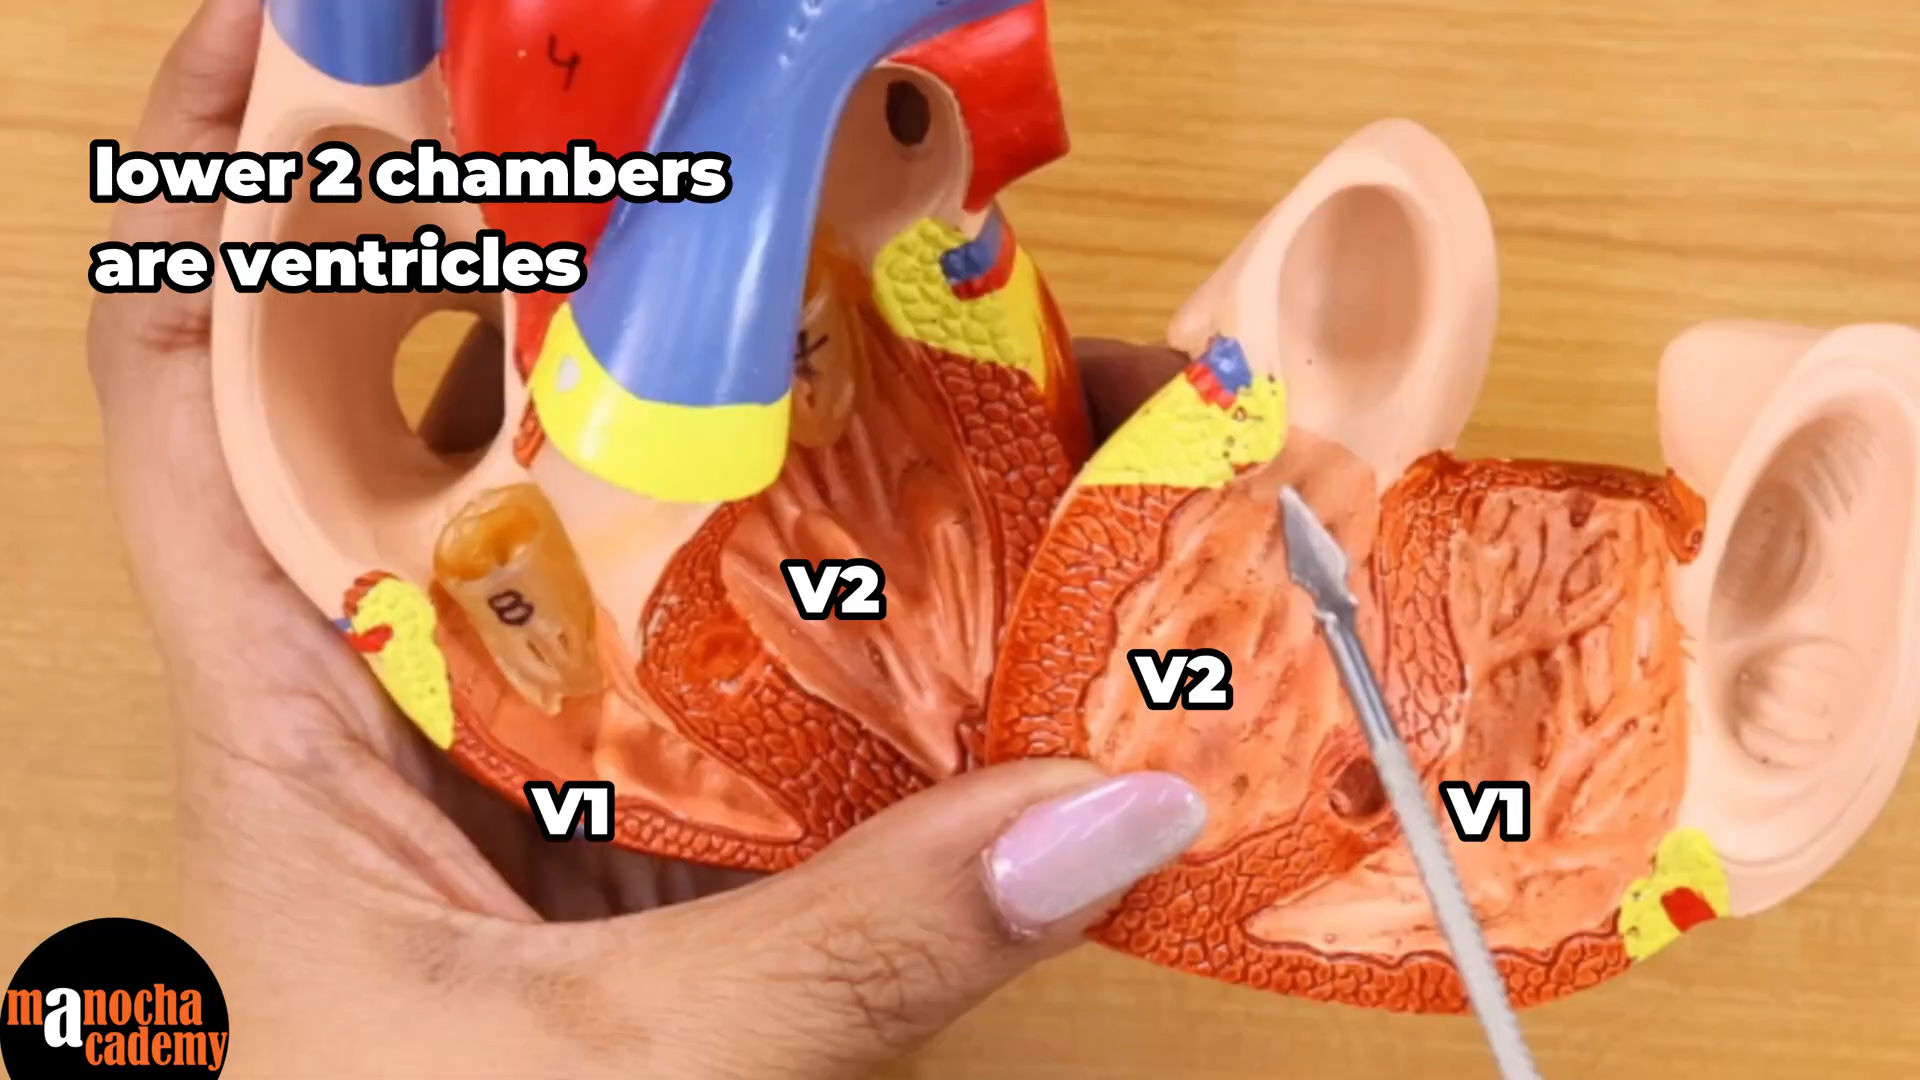 4
lower 2 chambers
are ventricles
V2
8
V2
V1
V1
manocha
academy